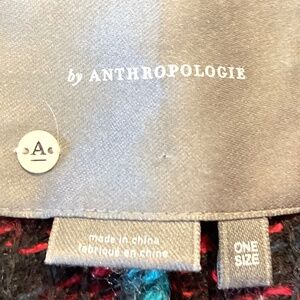 by ANTHROPOLOGIE
A
made in china
fabriqué en chine
ONE
SIZE